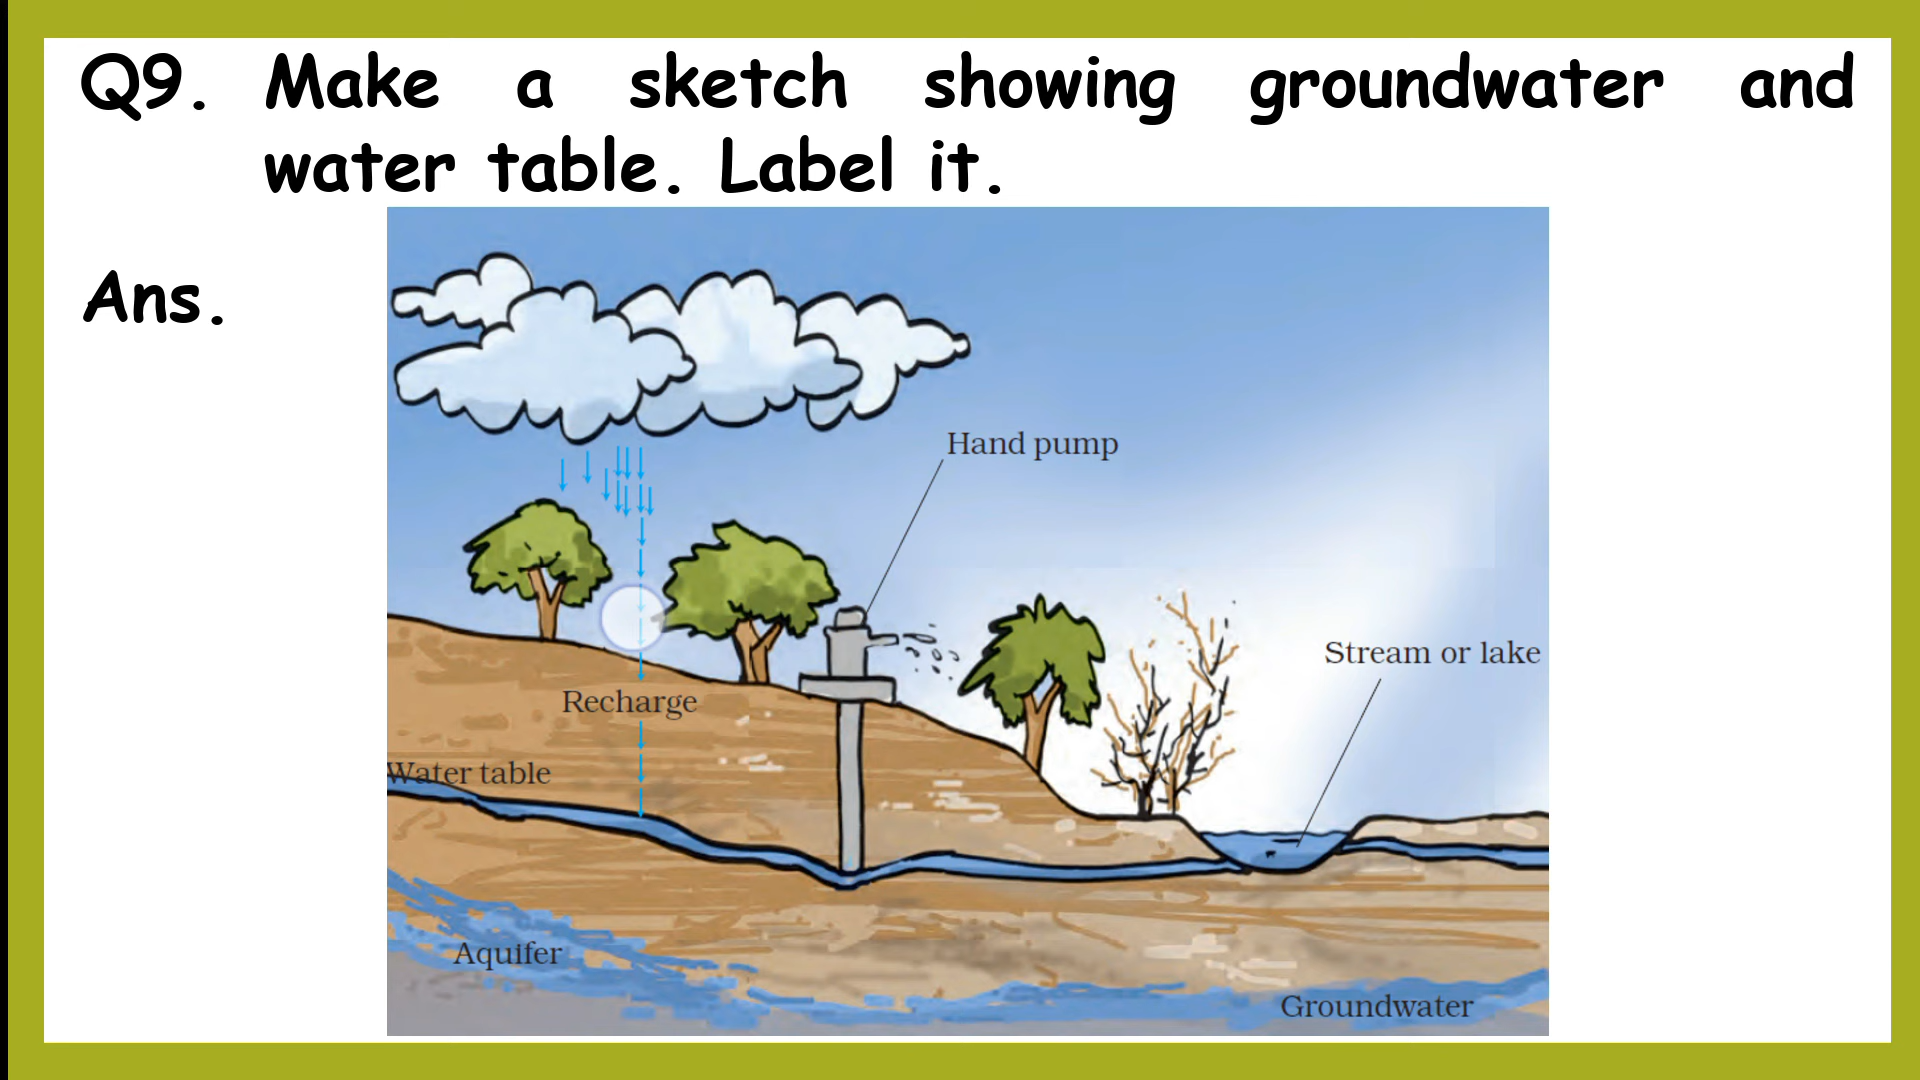 Q9. Make a sketch showing groundwater and
water table. Label it.
Ans.
Hand pump
Stream or lake
Recharge
Water table
Aquifer
Groundwater